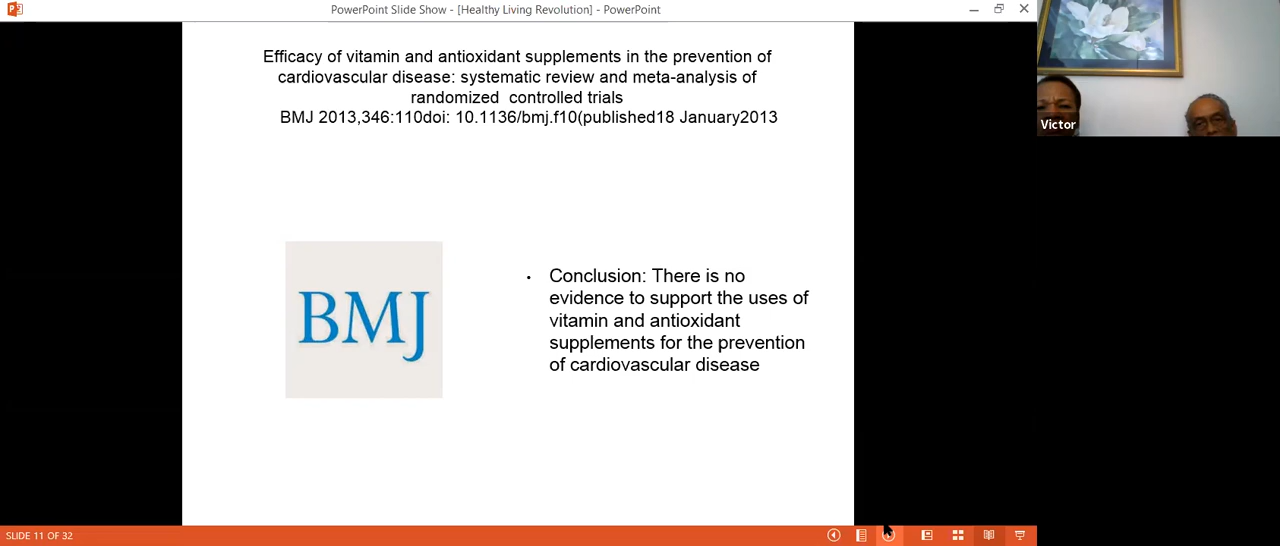 PowerPoint Slide Show - [Healthy Living Revolution] - PowerPoint
Efficacy of vitamin and antioxidant supplements in the prevention of
cardiovascular disease: systematic review and meta-analysis of
randomized controlled trials
BMJ 2013,346:110doi: 10.1136/bmj.f10(published18 January2013
Victor
BMJ
• Conclusion: There is no
evidence to support the uses of
vitamin and antioxidant
supplements for the prevention
of cardiovascular disease
SLIDE 11 OF 32